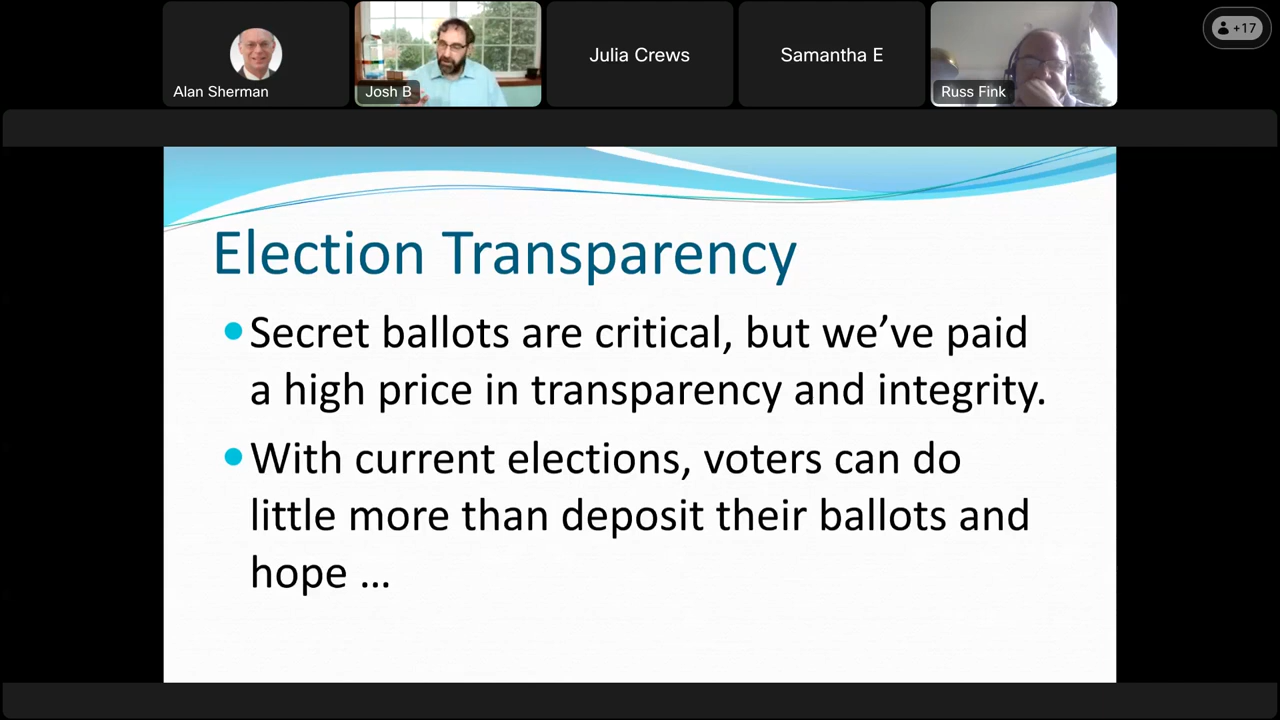 Alan Sherman
Josh B
Julia Crews
Samantha E
Russ Fink
+17
Election Transparency
Secret ballots are critical, but we’ve paid
a high price in transparency and integrity.
With current elections, voters can do
little more than deposit their ballots and
hope …